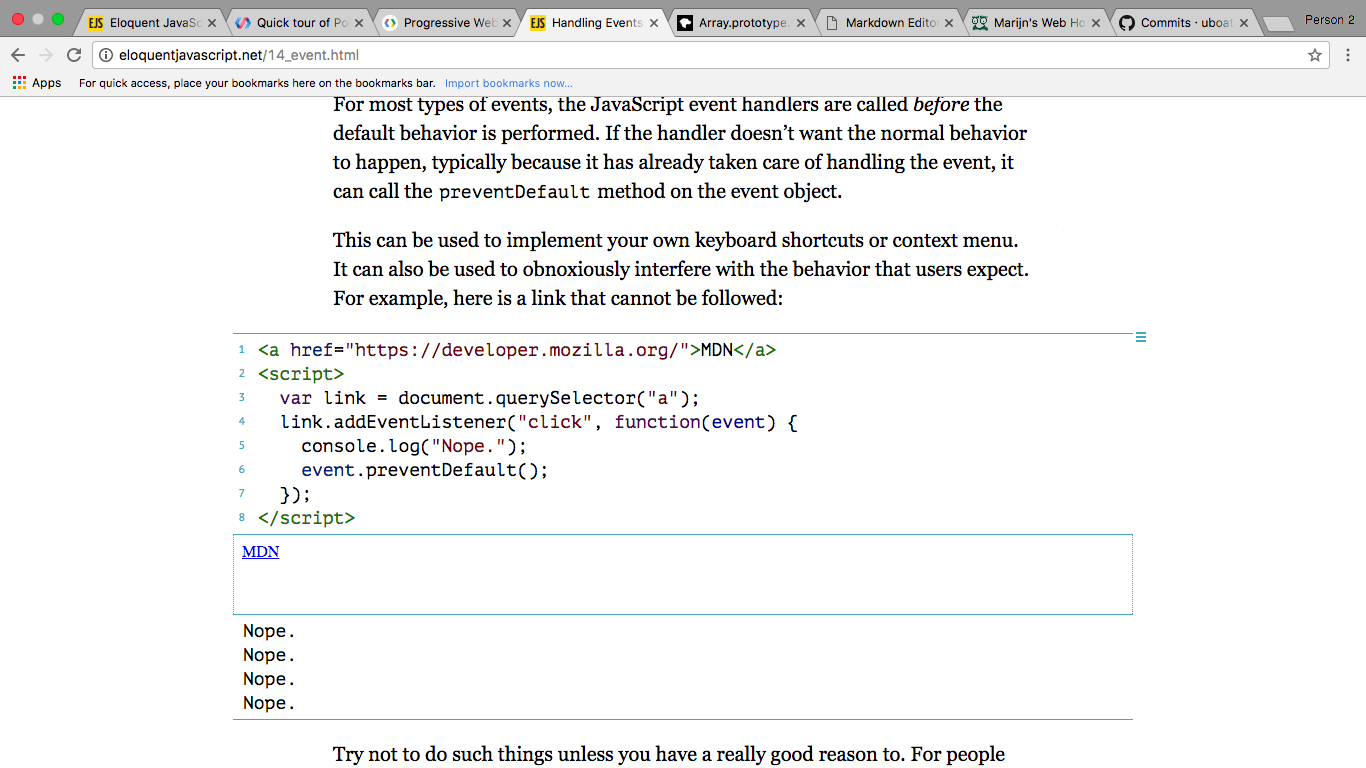 Eloquent JavaSc
Quick tour of Po
Progressive Web
Handling Events
Array.prototype.
Markdown Editor
Marijn's Web Ho
Commits · uboat
Person 2
eloquentjavascript.net/14_event.html
Apps
For quick access, place your bookmarks here on the bookmarks bar. Import bookmarks now...
For most types of events, the JavaScript event handlers are called before the
default behavior is performed. If the handler doesn’t want the normal behavior
to happen, typically because it has already taken care of handling the event, it
can call the preventDefault method on the event object.
This can be used to implement your own keyboard shortcuts or context menu.
It can also be used to obnoxiously interfere with the behavior that users expect.
For example, here is a link that cannot be followed:
1 <a href="https://developer.mozilla.org/">MDN</a>
2 <script>
3 var link = document.querySelector("a");
4 link.addEventListener("click", function(event) {
5 console.log("Nope.");
6 event.preventDefault();
7 });
8 </script>
MDN
Nope.
Nope.
Nope.
Nope.
Try not to do such things unless you have a really good reason to. For people